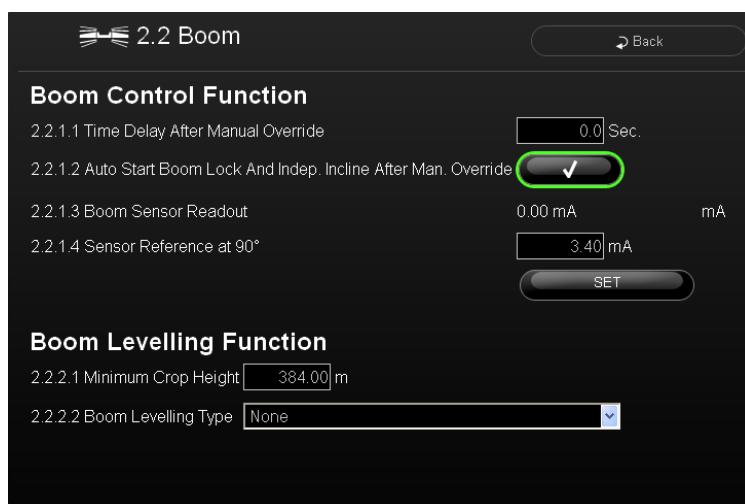 2.2 Boom
Back
Boom Control Function
2.2.1.1 Time Delay After Manual Override 0.0 Sec.
2.2.1.2 Auto Start Boom Lock And Indep. Incline After Man. Override
2.2.1.3 Boom Sensor Readout 0.00 mA mA
2.2.1.4 Sensor Reference at 90° 3.40 mA
SET
Boom Levelling Function
2.2.2.1 Minimum Crop Height 384.00 m
2.2.2.2 Boom Levelling Type None